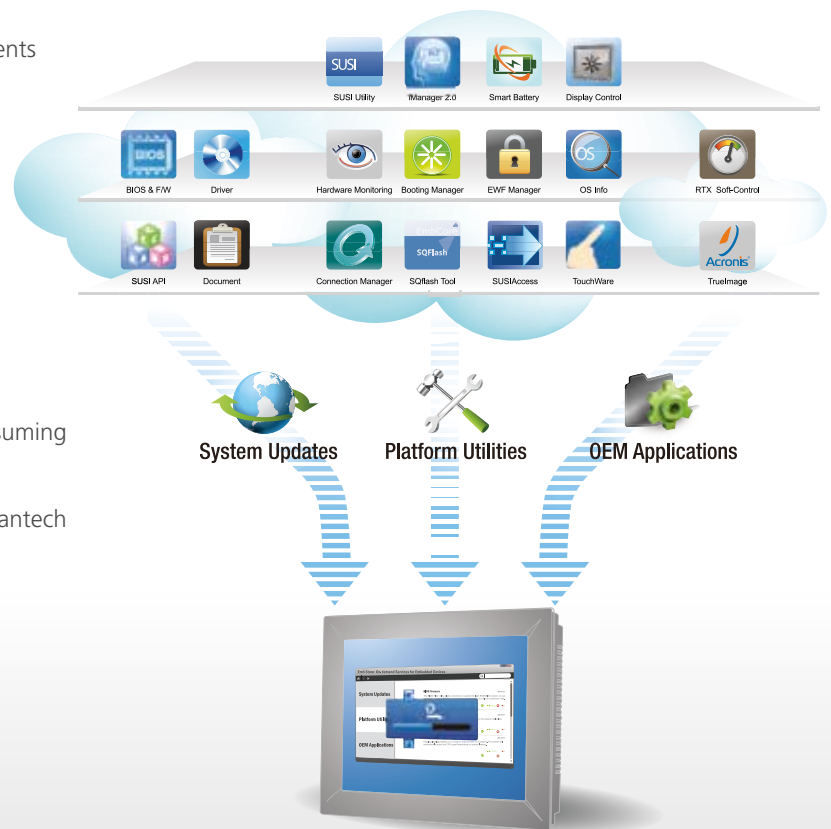 ents
SUSI
SUSI Utility
iManager 2.0
Smart Battery
Display Control
BIOS
OS
BIOS & F/W
Driver
Hardware Monitoring
Booting Manager
EWF Manager
OS Info
RTX Soft-Control
SQFlash
Acronis
SUSI API
Document
Connection Manager
SQflash Tool
SUSIAccess
TouchWare
TrueImage
suming
System Updates
Platform Utilities
OEM Applications
antech
System Updates
OEM Applications